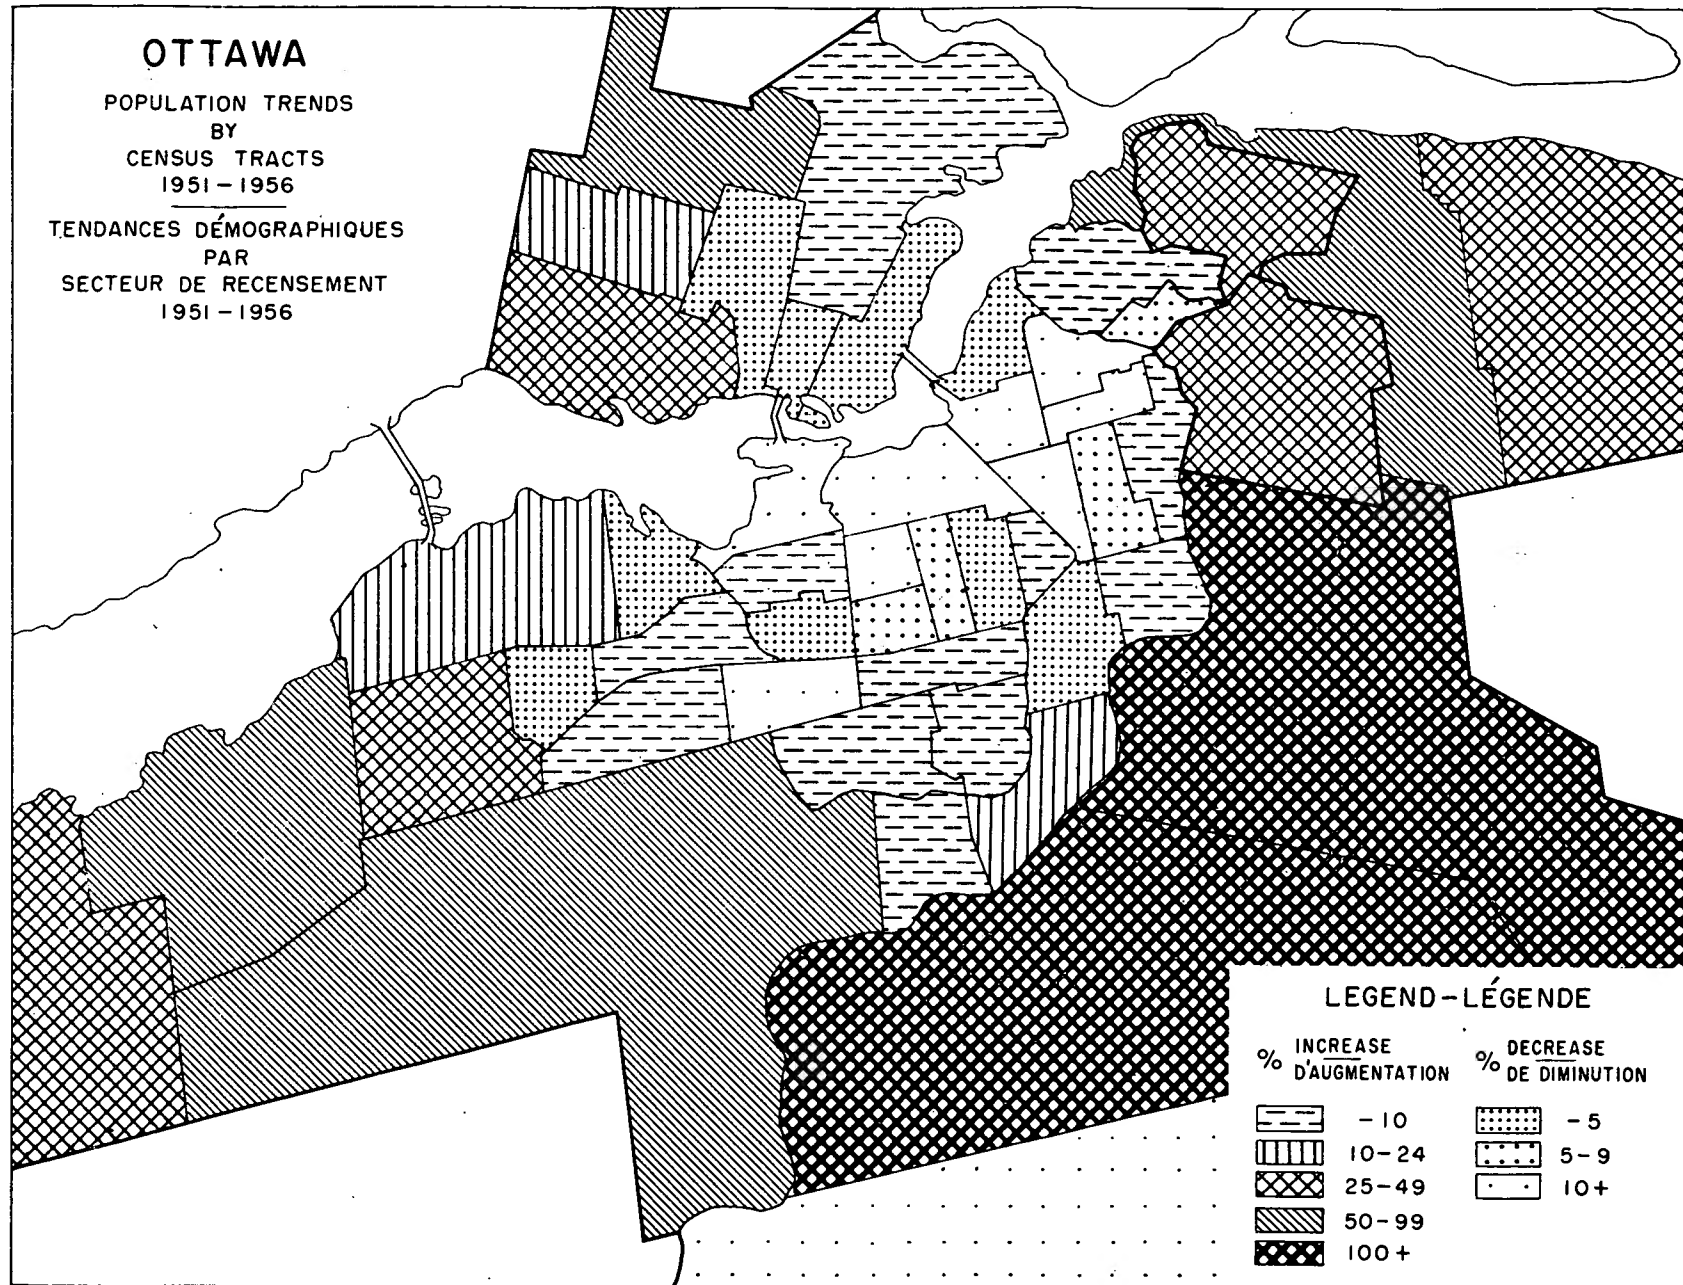 OTTAWA
POPULATION TRENDS
BY
CENSUS TRACTS
1951-1956
TENDANCES DÉMOGRAPHIQUES
PAR
SECTEUR DE RECENSEMENT
1951-1956
LEGEND-LÉGENDE
% INCREASE
D'AUGMENTATION
% DECREASE
DE DIMINUTION
-10
10-24
25-49
50-99
100+
-5
5-9
10+